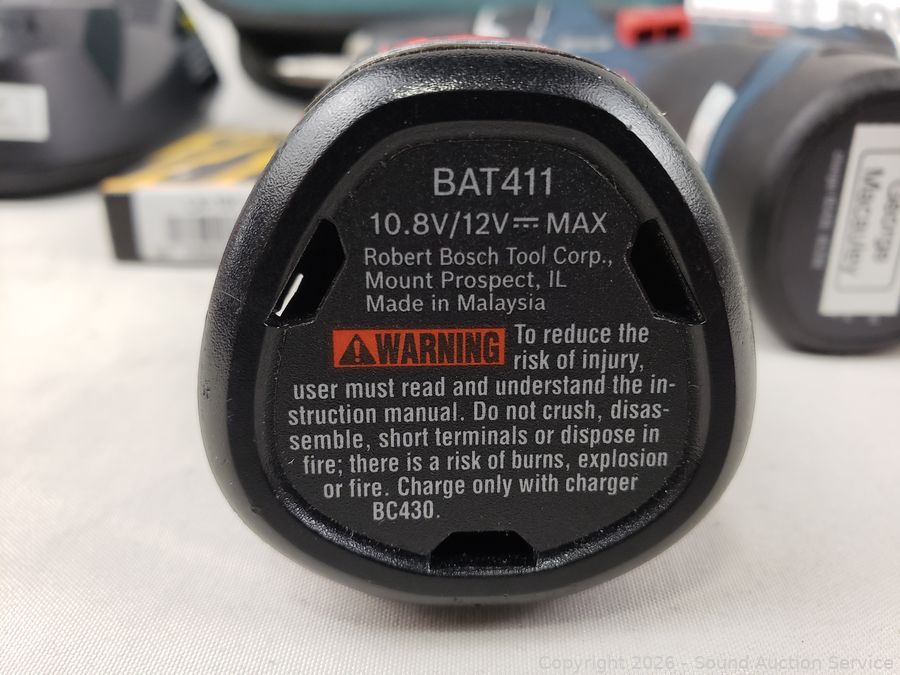 BAT411
10.8V/12V⎓ MAX
Robert Bosch Tool Corp.,
Mount Prospect, IL
Made in Malaysia
⚠WARNING To reduce the
risk of injury,
user must read and understand the in-
struction manual. Do not crush, disas-
semble, short terminals or dispose in
fire; there is a risk of burns, explosion
or fire. Charge only with charger
BC430.
George
Macauley
Copyright 2026 - Sound Auction Service